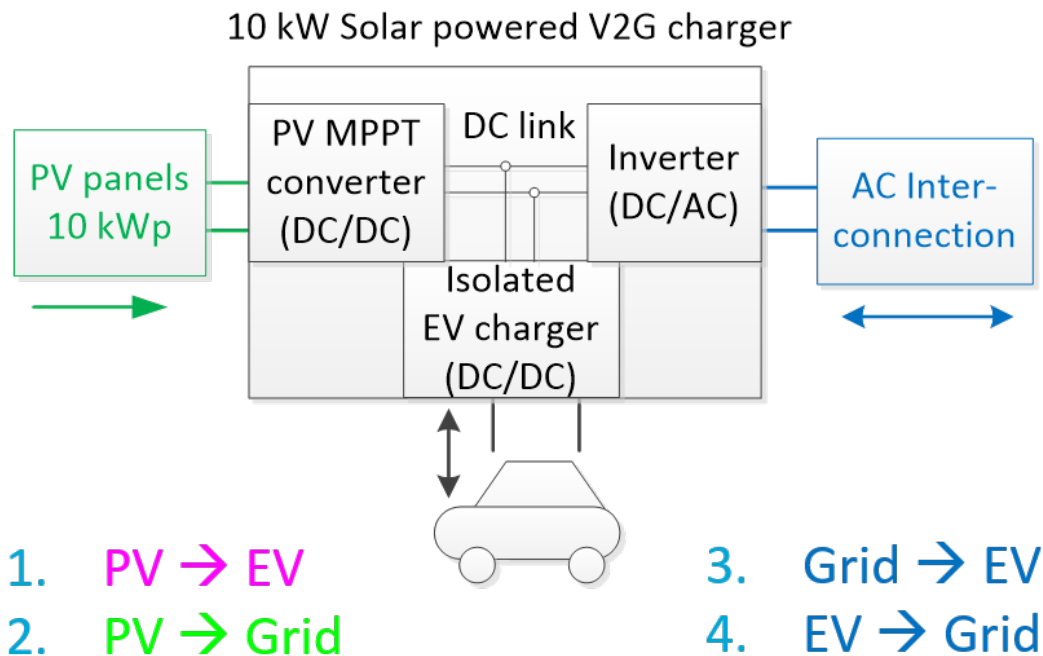 10 kW Solar powered V2G charger
PV panels
10 kWp
PV MPPT
converter
(DC/DC)
DC link
Inverter
(DC/AC)
AC Inter-
connection
Isolated
EV charger
(DC/DC)
1. PV → EV
2. PV → Grid
3. Grid → EV
4. EV → Grid